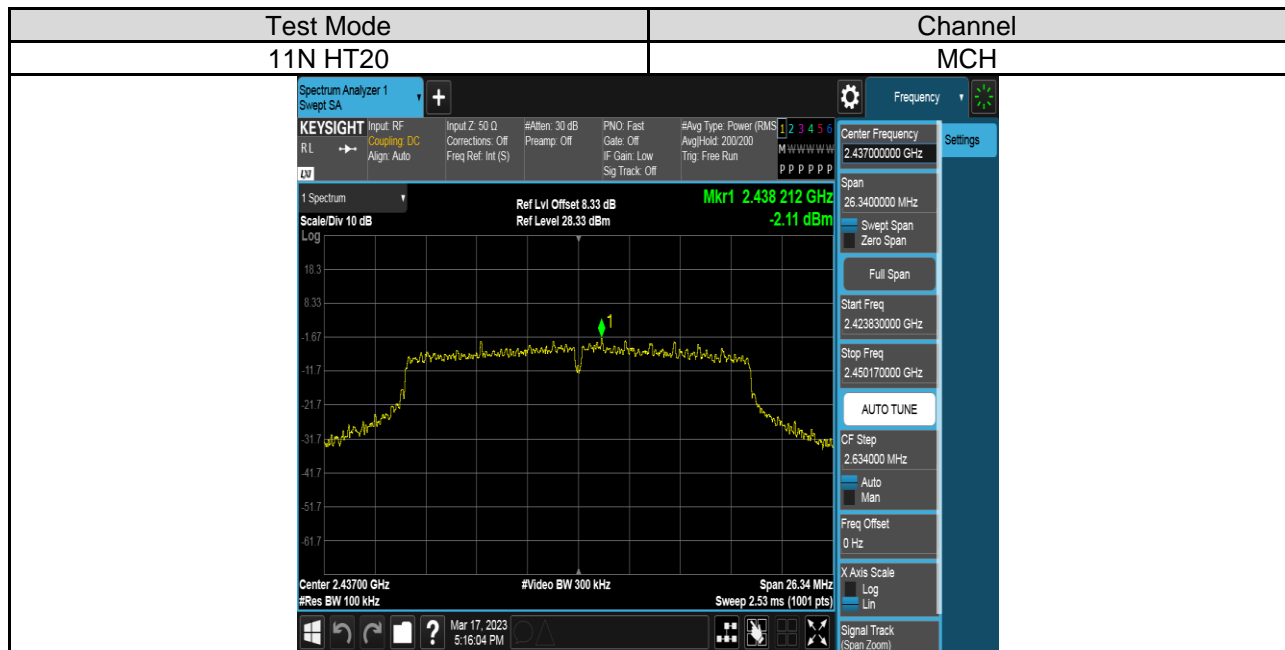 Test Mode Channel
11N HT20 MCH
Spectrum Analyzer 1
Swept SA
Frequency
KEYSIGHT
RL
LXI
Input: RF
Coupling: DC
Align: Auto
Input Z: 50 Ω
Corrections: Off
Freq Ref: Int (S)
#Atten: 30 dB
Preamp: Off
PNO: Fast
Gate: Off
IF Gain: Low
Sig Track: Off
#Avg Type: Power (RMS
Avg|Hold: 200/200
Trig: Free Run
1 2 3 4 5 6
M W W W W W
P P P P P P
1 Spectrum
Scale/Div 10 dB
Ref Lvl Offset 8.33 dB
Ref Level 28.33 dBm
Mkr1 2.438 212 GHz
-2.11 dBm
Log
18.3
8.33
-1.67
-11.7
-21.7
-31.7
-41.7
-51.7
-61.7
1
Center 2.43700 GHz
#Video BW 300 kHz
Span 26.34 MHz
#Res BW 100 kHz
Sweep 2.53 ms (1001 pts)
Mar 17, 2023
5:16:04 PM
Center Frequency
2.437000000 GHz
Settings
Span
26.3400000 MHz
Swept Span
Zero Span
Full Span
Start Freq
2.423830000 GHz
Stop Freq
2.450170000 GHz
AUTO TUNE
CF Step
2.634000 MHz
Auto
Man
Freq Offset
0 Hz
X Axis Scale
Log
Lin
Signal Track
(Span Zoom)